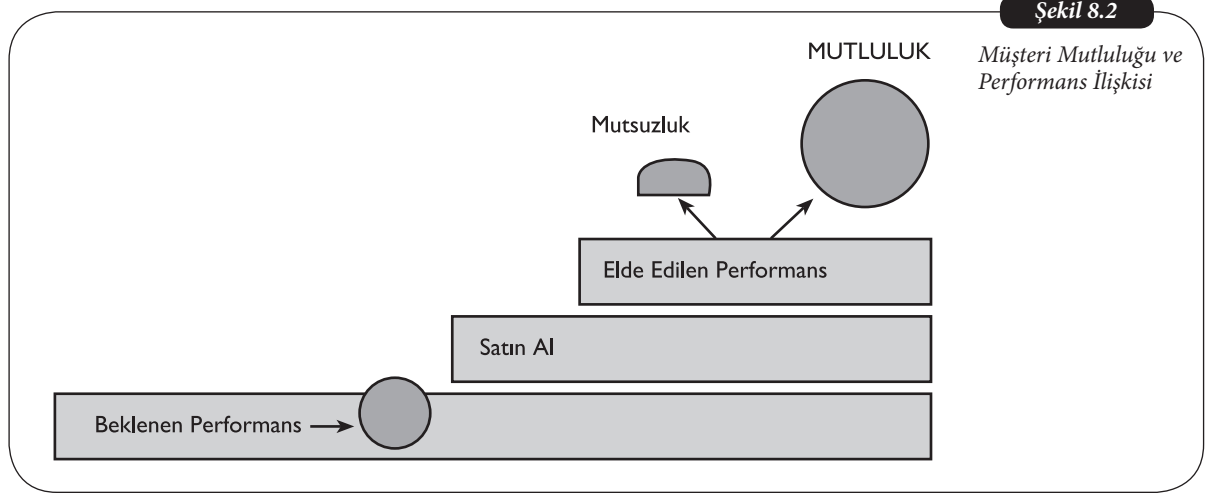 Şekil 8.2
Müşteri Mutluluğu ve
Performans İlişkisi
MUTLULUK
Mutsuzluk
Elde Edilen Performans
Satın Al
Beklenen Performans